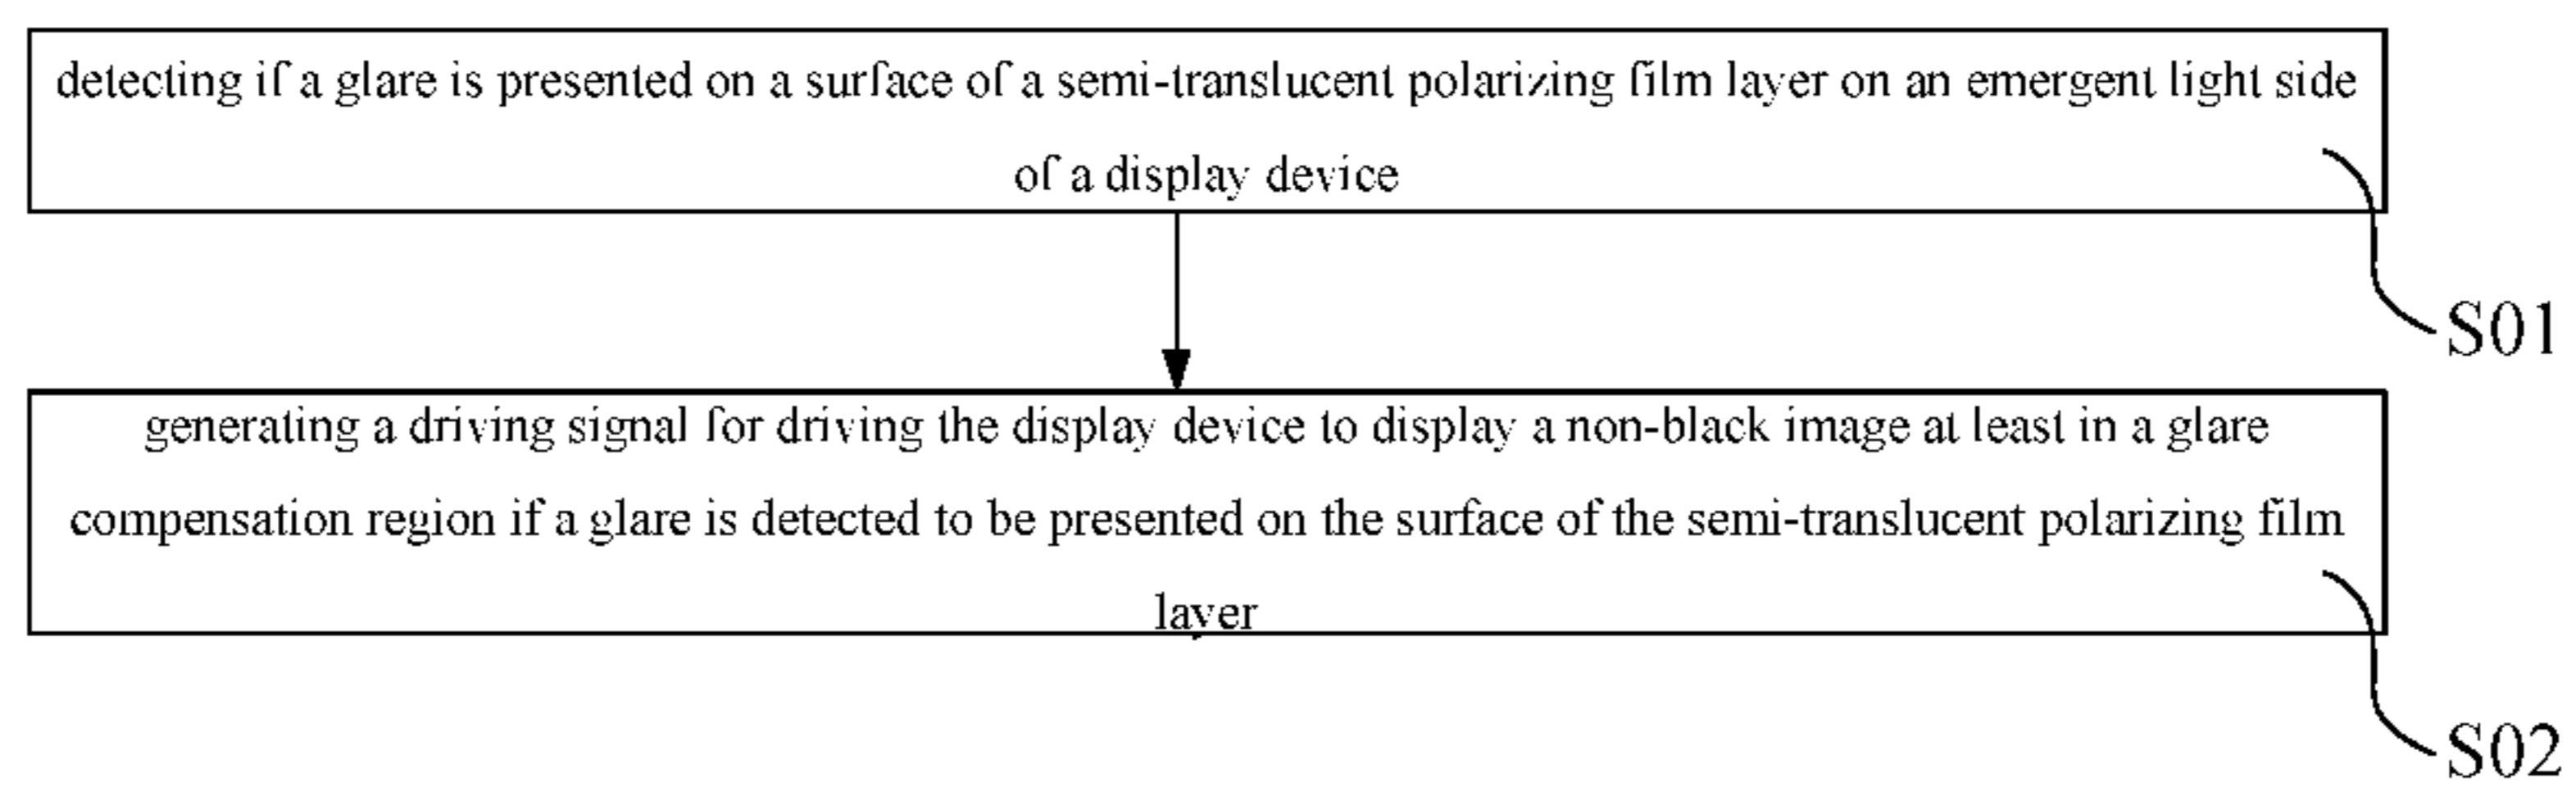 detecting if a glare is presented on a surface of a semi-translucent polarizing film layer on an emergent light side
of a display device
S01
generating a driving signal for driving the display device to display a non-black image at least in a glare
compensation region if a glare is detected to be presented on the surface of the semi-translucent polarizing film
layer
S02